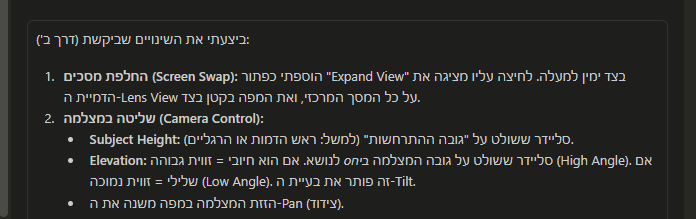 ביצעתי את השינויים שביקשת (דרך ב'):
1. החלפת מסכים (Screen Swap): הוספתי כפתור "Expand View" בצד ימין למעלה. לחיצה עליו מציגה את
הדמיית ה-Lens View על כל המסך המרכזי, ואת המפה בקטן בצד.
2. שליטה במצלמה (Camera Control):
• Subject Height: סליידר ששולט על "גובה ההתרחשות" (למשל: ראש הדמות או הרגליים).
• Elevation: סליידר ששולט על גובה המצלמה ביחס לנושא. אם הוא חיובי = זווית גבוהה (High Angle). אם
שלילי = זווית נמוכה (Low Angle). זה פותר את בעיית ה-Tilt.
• הזזת המצלמה במפה משנה את ה-Pan (צידוד).